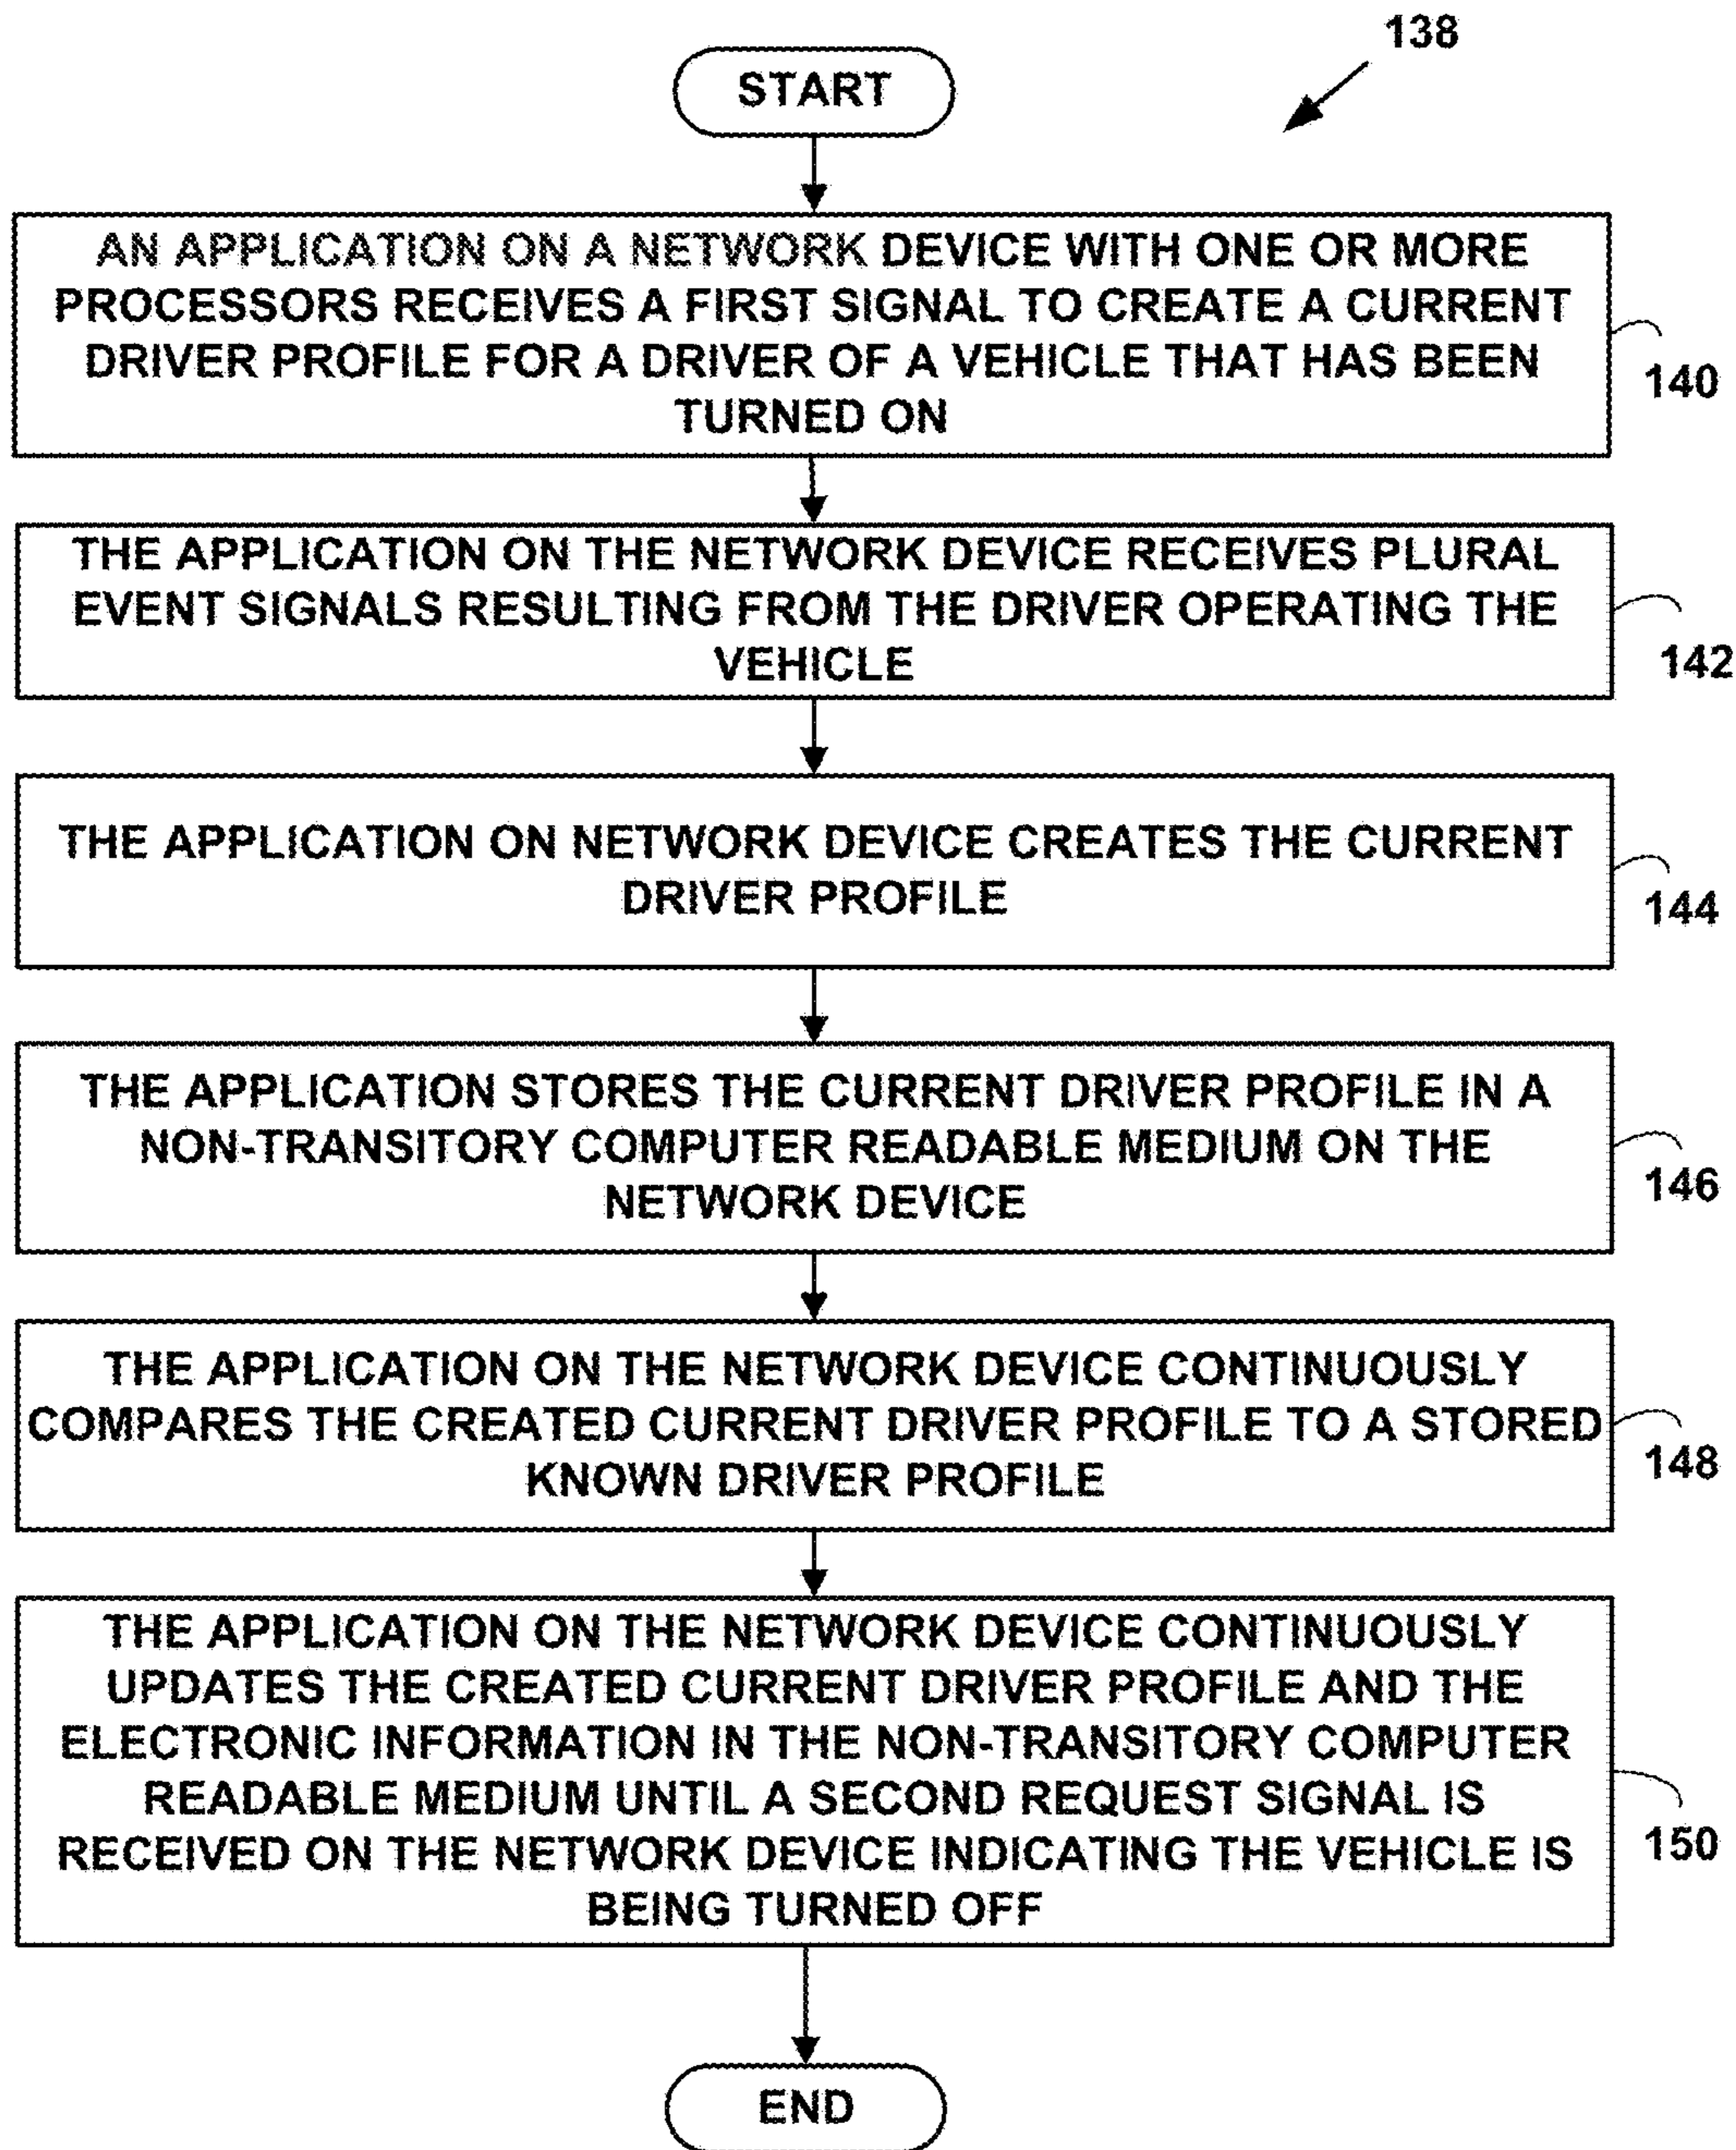 138
START
AN APPLICATION ON A NETWORK DEVICE WITH ONE OR MORE
PROCESSORS RECEIVES A FIRST SIGNAL TO CREATE A CURRENT
DRIVER PROFILE FOR A DRIVER OF A VEHICLE THAT HAS BEEN
TURNED ON
140
THE APPLICATION ON THE NETWORK DEVICE RECEIVES PLURAL
EVENT SIGNALS RESULTING FROM THE DRIVER OPERATING THE
VEHICLE
142
THE APPLICATION ON NETWORK DEVICE CREATES THE CURRENT
DRIVER PROFILE
144
THE APPLICATION STORES THE CURRENT DRIVER PROFILE IN A
NON-TRANSITORY COMPUTER READABLE MEDIUM ON THE
NETWORK DEVICE
146
THE APPLICATION ON THE NETWORK DEVICE CONTINUOUSLY
COMPARES THE CREATED CURRENT DRIVER PROFILE TO A STORED
KNOWN DRIVER PROFILE
148
THE APPLICATION ON THE NETWORK DEVICE CONTINUOUSLY
UPDATES THE CREATED CURRENT DRIVER PROFILE AND THE
ELECTRONIC INFORMATION IN THE NON-TRANSITORY COMPUTER
READABLE MEDIUM UNTIL A SECOND REQUEST SIGNAL IS
RECEIVED ON THE NETWORK DEVICE INDICATING THE VEHICLE IS
BEING TURNED OFF
150
END